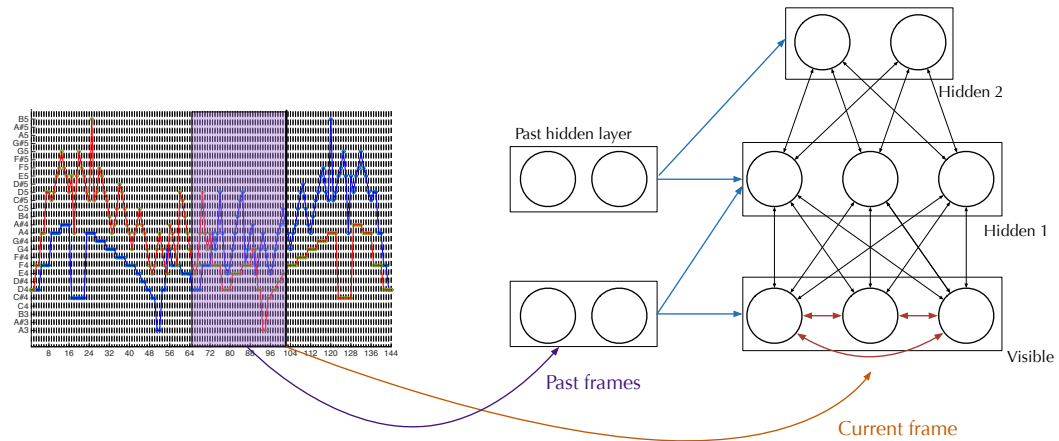 B5
A#5
A5
G#5
G5
F#5
F5
E5
D#5
D5
C#5
C5
B4
A#4
A4
G#4
G4
F#4
F4
E4
D#4
D4
C#4
C4
B3
A#3
A3
8 16 24 32 40 48 56 64 72 80 88 96 104 112 120 128 136 144
Past hidden layer
Past frames
Current frame
Hidden 2
Hidden 1
Visible